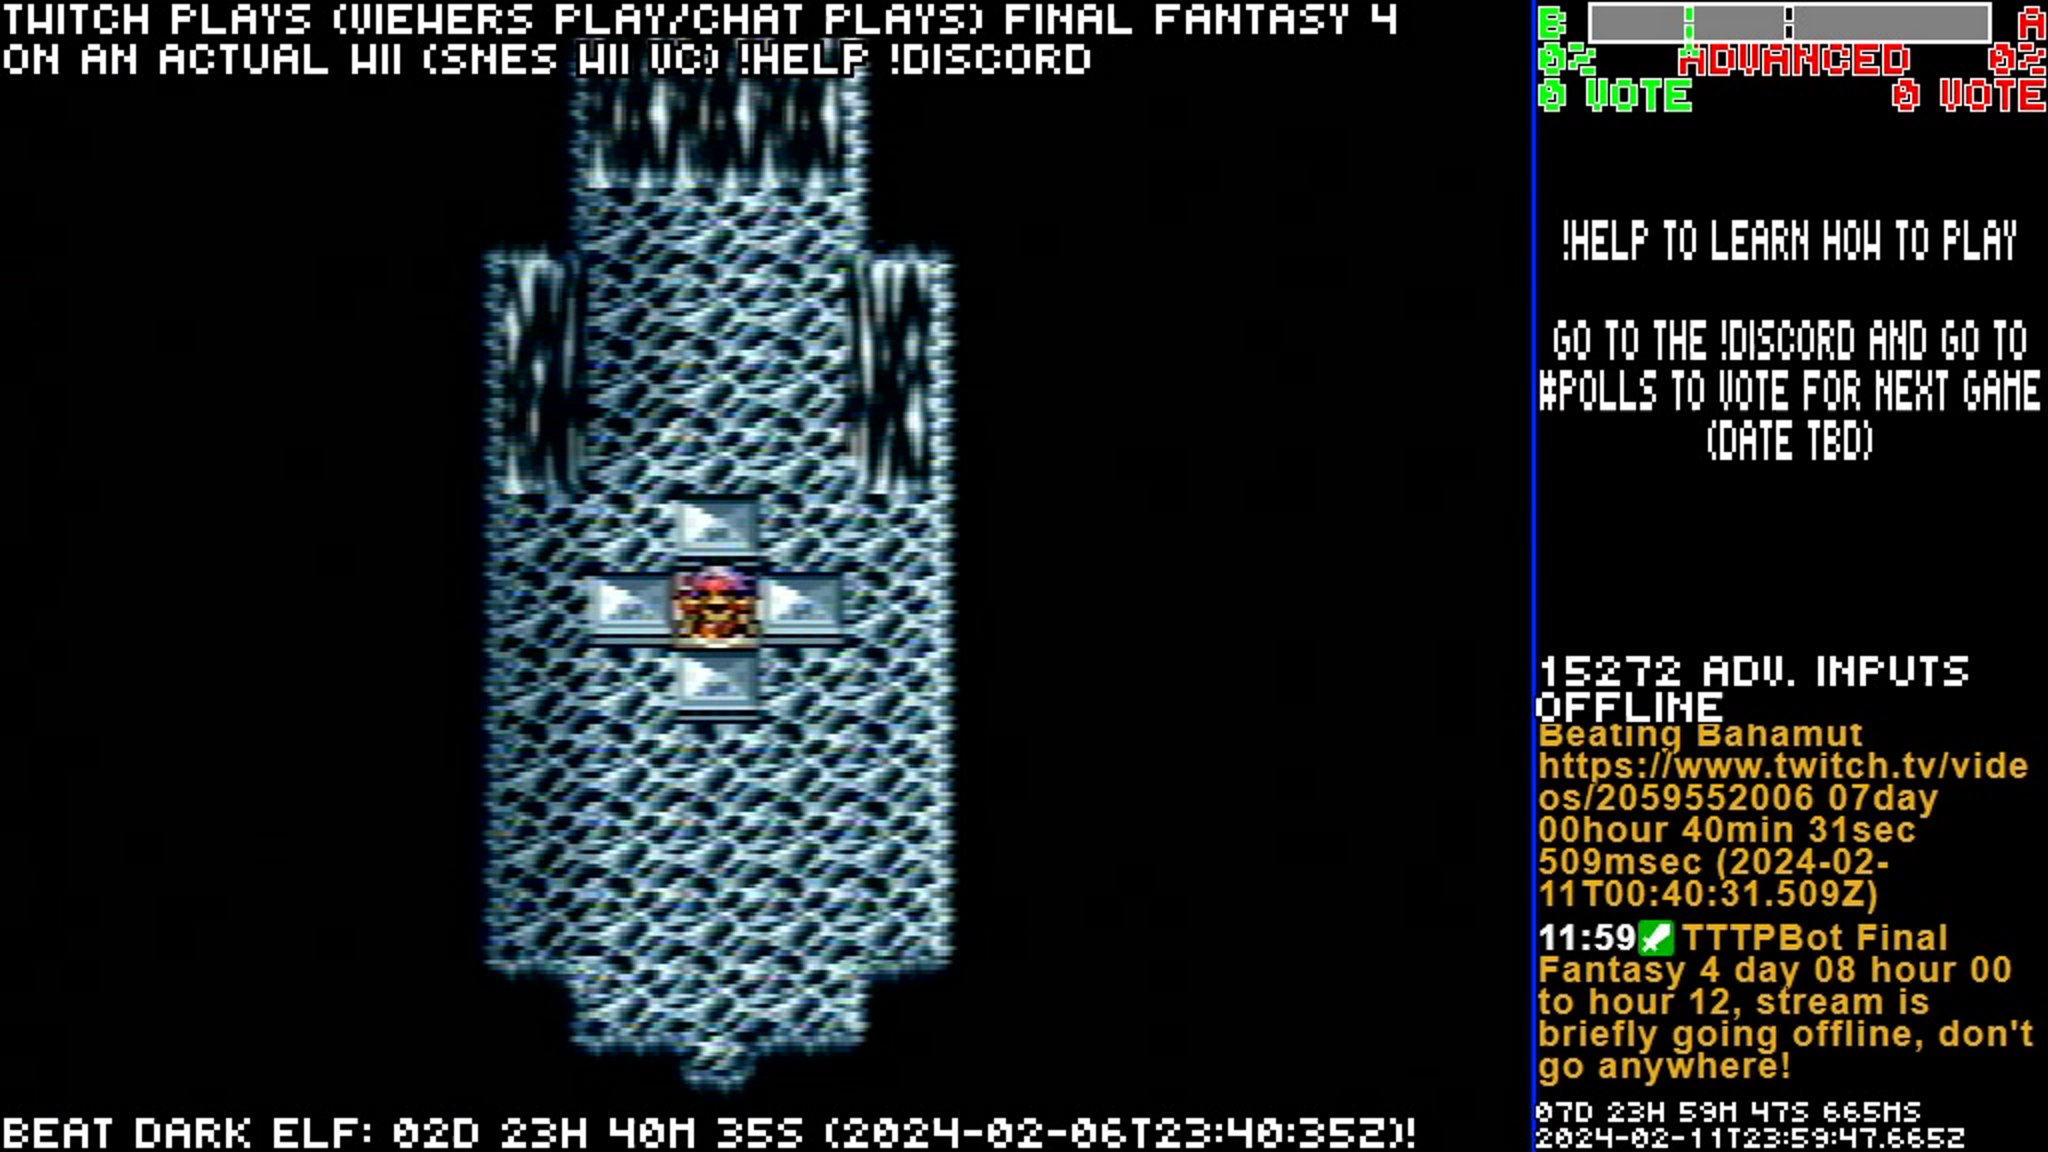 TWITCH PLAYS (VIEWERS PLAY/CHAT PLAYS) FINAL FANTASY 4
ON AN ACTUAL WII (SNES WII VC) !HELP !DISCORD
B A
0% ADVANCED 0%
0 VOTE 0 VOTE
!HELP TO LEARN HOW TO PLAY
GO TO THE !DISCORD AND GO TO
#POLLS TO VOTE FOR NEXT GAME
(DATE TBD)
15272 ADV. INPUTS
OFFLINE
Beating Bahamut
https://www.twitch.tv/vide
os/2059552006 07day
00hour 40min 31sec
509msec (2024-02-
11T00:40:31.509Z)
11:59 TTTPBot Final
Fantasy 4 day 08 hour 00
to hour 12, stream is
briefly going offline, don't
go anywhere!
07D 23H 59M 47S 665MS
2024-02-11T23:59:47.665Z
BEAT DARK ELF: 02D 23H 40M 35S (2024-02-06T23:40:35Z)!